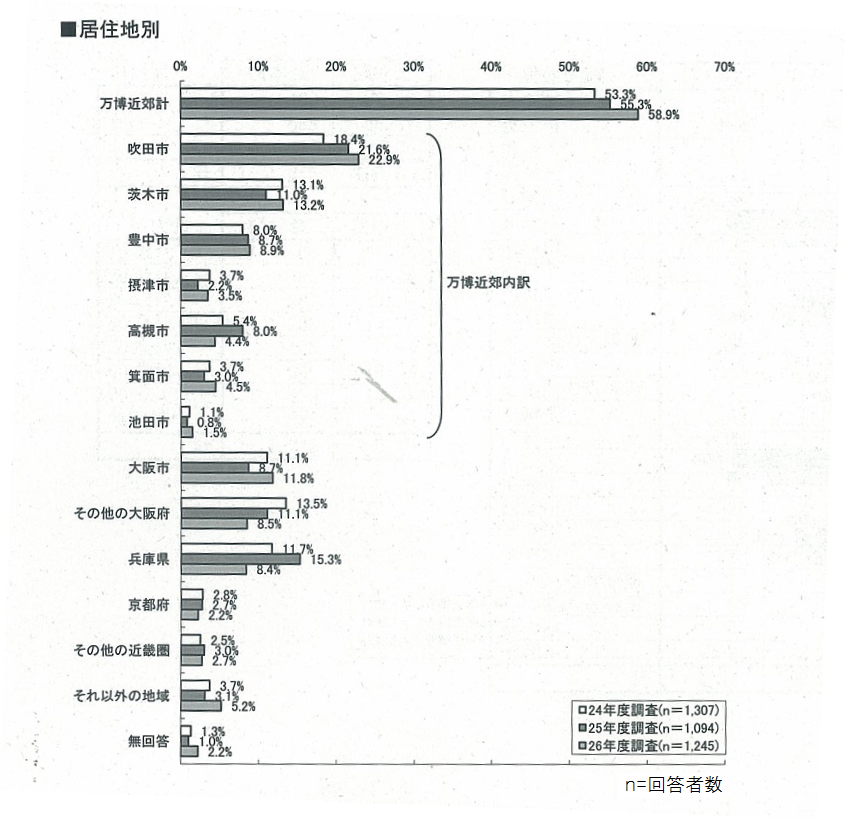 ■居住地別
0% 10% 20% 30% 40% 50% 60% 70%
万博近郊計 53.3%
55.3%
58.9%
吹田市 18.4%
21.6%
22.9%
茨木市 13.1%
11.0%
13.2%
豊中市 8.0%
8.7%
8.9%
摂津市 3.7%
2.2%
3.5%
万博近郊内訳
高槻市 5.4%
8.0%
4.4%
箕面市 3.7%
3.0%
4.5%
池田市 1.1%
0.8%
1.5%
大阪市 11.1%
8.7%
11.8%
その他の大阪府 13.5%
11.1%
8.5%
兵庫県 11.7%
15.3%
8.4%
京都府 2.8%
2.7%
2.2%
その他の近畿圏 2.5%
3.0%
2.7%
それ以外の地域 3.7%
3.1%
5.2%
無回答 1.3%
1.0%
2.2%
□24年度調査(n＝1,307)
■25年度調査(n＝1,094)
■26年度調査(n＝1,245)
n=回答者数